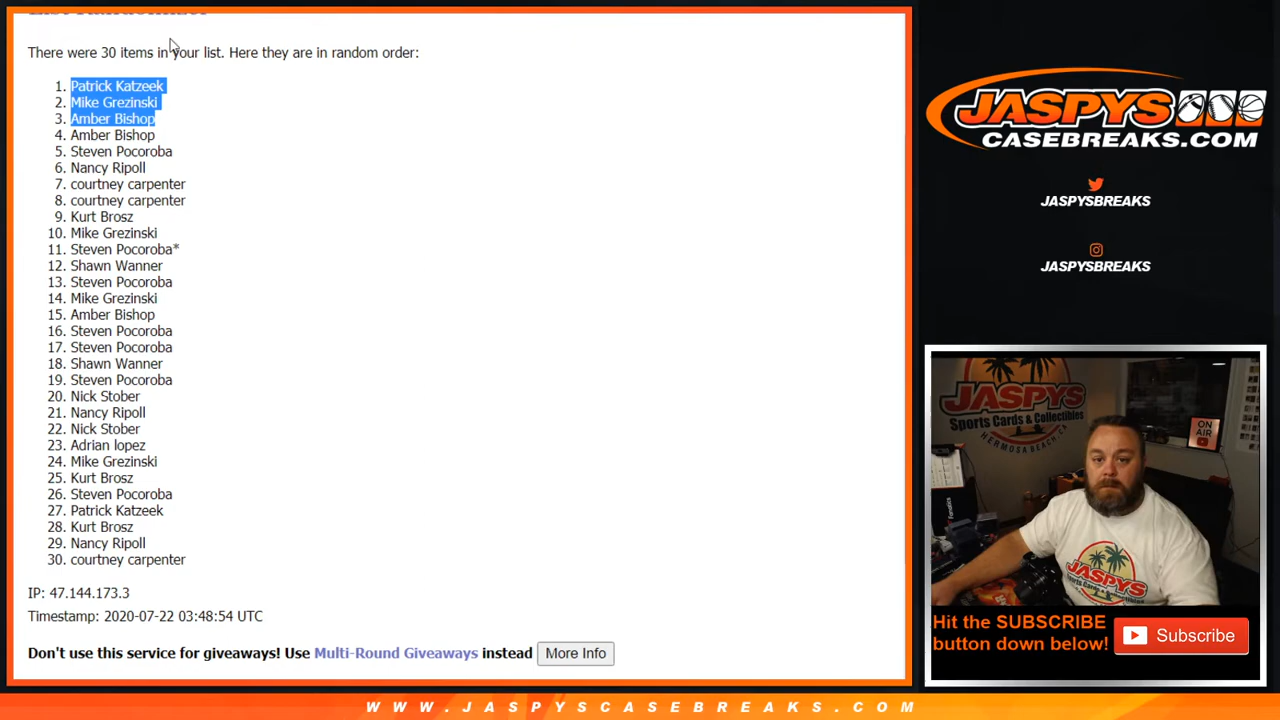 There were 30 items in your list. Here they are in random order:
1. Patrick Katzeek
2. Mike Grezinski
3. Amber Bishop
4. Amber Bishop
5. Steven Pocoroba
6. Nancy Ripoll
7. courtney carpenter
8. courtney carpenter
9. Kurt Brosz
10. Mike Grezinski
11. Steven Pocoroba*
12. Shawn Wanner
13. Steven Pocoroba
14. Mike Grezinski
15. Amber Bishop
16. Steven Pocoroba
17. Steven Pocoroba
18. Shawn Wanner
19. Steven Pocoroba
20. Nick Stober
21. Nancy Ripoll
22. Nick Stober
23. Adrian lopez
24. Mike Grezinski
25. Kurt Brosz
26. Steven Pocoroba
27. Patrick Katzeek
28. Kurt Brosz
29. Nancy Ripoll
30. courtney carpenter
IP: 47.144.173.3
Timestamp: 2020-07-22 03:48:54 UTC
Don't use this service for giveaways! Use Multi-Round Giveaways instead More Info
JASPYS
CASEBREAKS.COM
JASPYSBREAKS
JASPYSBREAKS
JASPYS
Sports Cards & Collectibles
HERMOSA BEACH, CA
ON
AIR
Fanatics
JASPYS
Hit the SUBSCRIBE
button down below!
Subscribe
WWW.JASPYSCASEBREAKS.COM